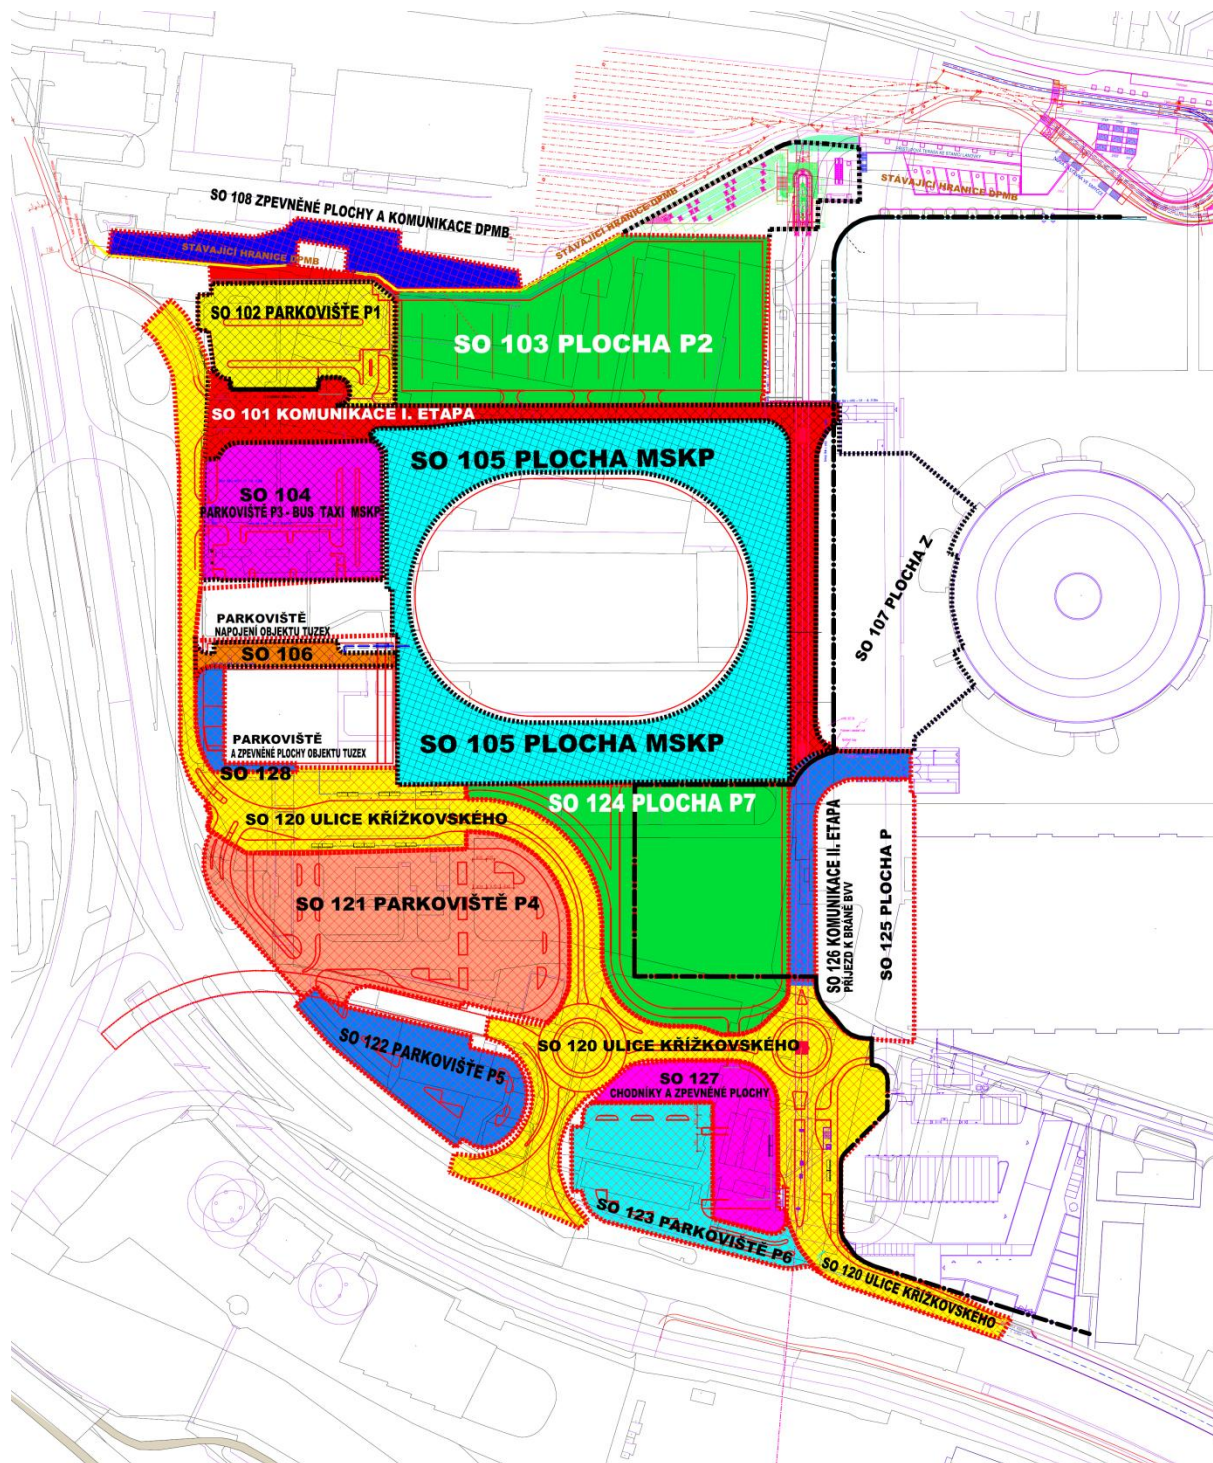 SO 108 ZPEVNĚNÉ PLOCHY A KOMUNIKACE DPMB
STÁVAJÍCÍ HRANICE DPMB
STÁVAJÍCÍ HRANICE DPMB
STÁVAJÍCÍ HRANICE DPMB
SO 102 PARKOVIŠTĚ P1
SO 103 PLOCHA P2
SO 101 KOMUNIKACE I. ETAPA
SO 105 PLOCHA MSKP
SO 104
PARKOVIŠTĚ P3 - BUS TAXI MSKP
SO 107 PLOCHA Z
PARKOVIŠTĚ
NAPOJENÍ OBJEKTU TUZEX
SO 106
PARKOVIŠTĚ
A ZPEVNĚNÉ PLOCHY OBJEKTU TUZEX
SO 105 PLOCHA MSKP
SO 128
SO 124 PLOCHA P7
SO 120 ULICE KŘÍŽKOVSKÉHO
SO 121 PARKOVIŠTĚ P4
SO 126 KOMUNIKACE II. ETAPA
PŘÍJEZD K BRÁNĚ BVV
SO 125 PLOCHA P
SO 122 PARKOVIŠTĚ P5
SO 120 ULICE KŘÍŽKOVSKÉHO
SO 127
CHODNÍKY A ZPEVNĚNÉ PLOCHY
SO 123 PARKOVIŠTĚ P6
SO 120 ULICE KŘÍŽKOVSKÉHO